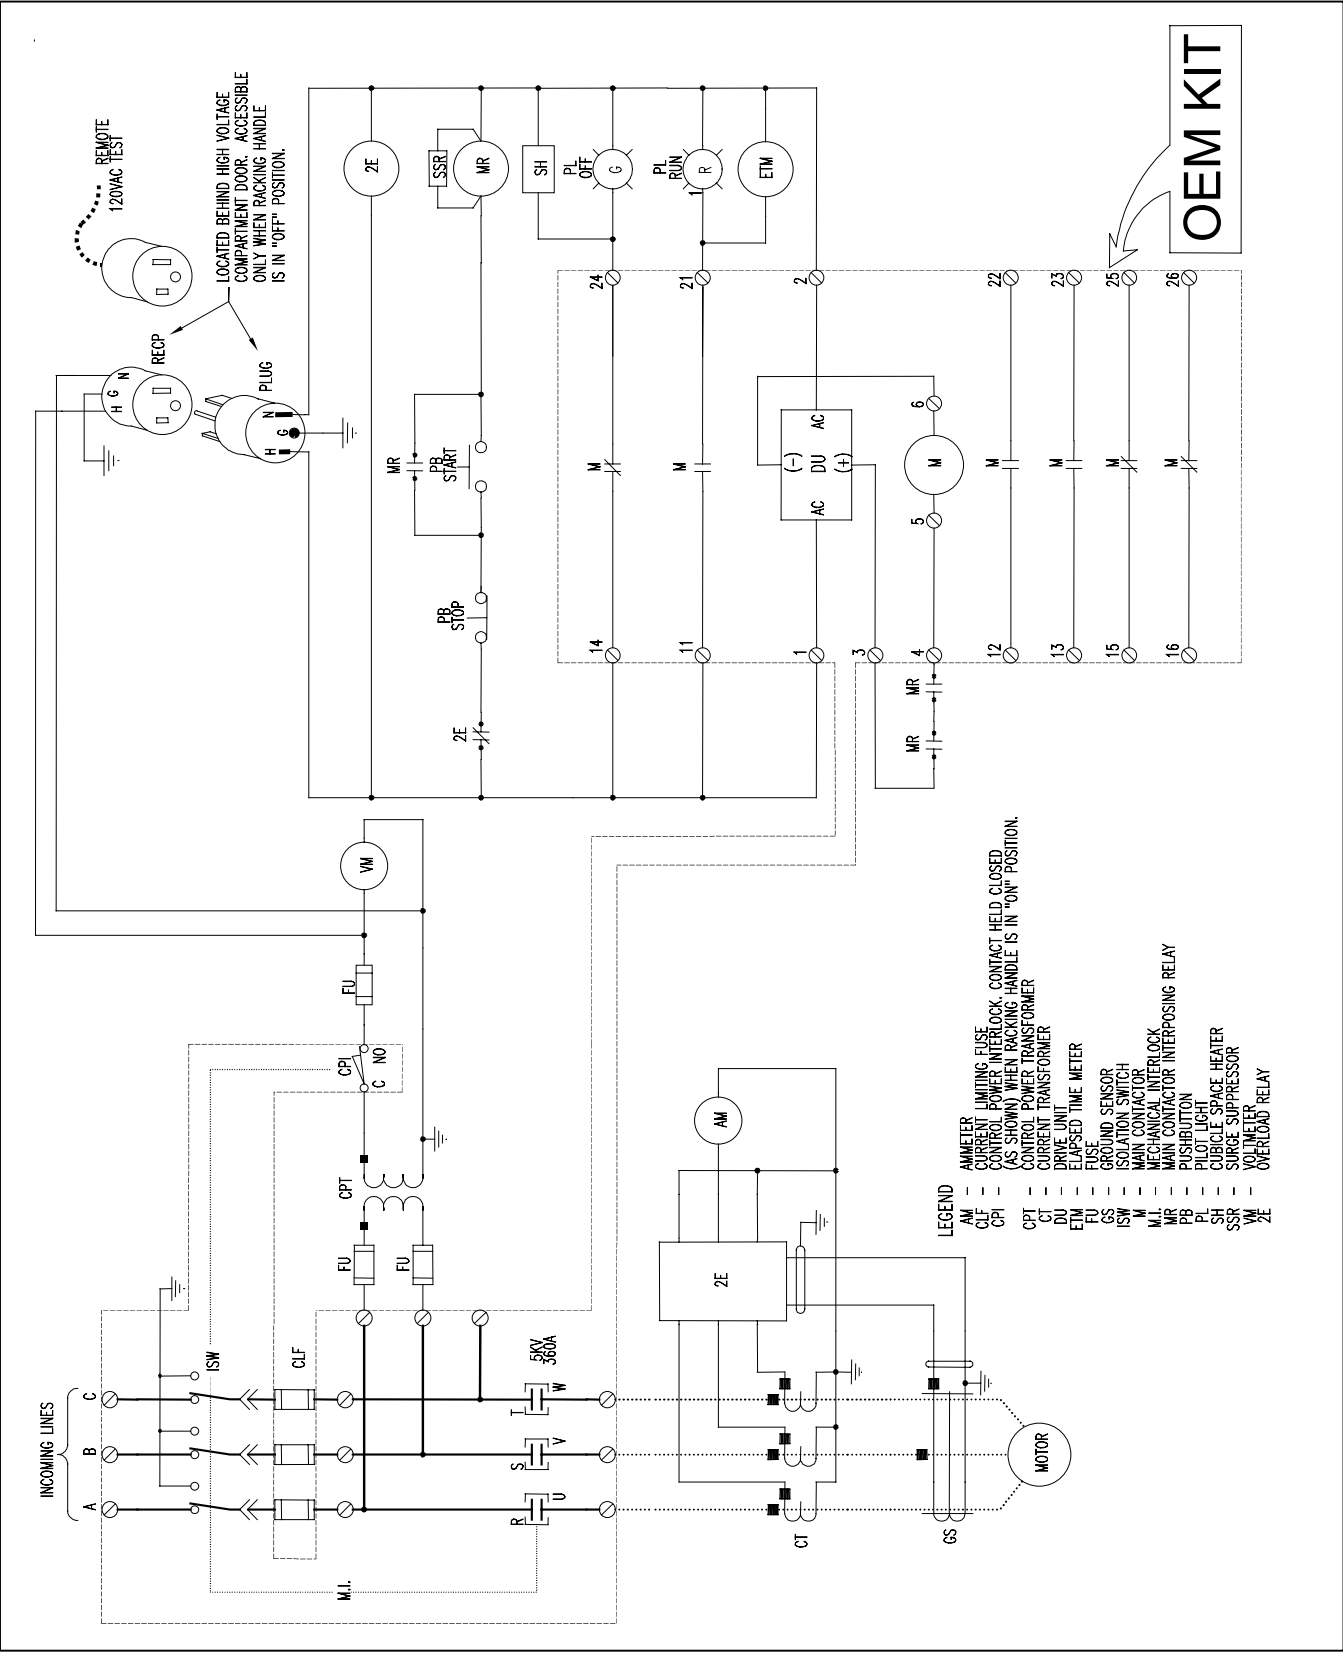 REMOTE
120VAC TEST
LOCATED BEHIND HIGH VOLTAGE
COMPARTMENT DOOR. ACCESSIBLE
ONLY WHEN RACKING HANDLE
IS IN "OFF" POSITION.
RECP
H G N
PLUG
H G N
INCOMING LINES
A B C
ISW
CLF
M.I.
FU
FU
CPT
CPI
C NO
FU
VM
5KV
360A
R U
S V
T W
CT
GS
MOTOR
2E
AM
2E
2E
PB
STOP
MR
PB
START
SSR
MR
SH
PL
OFF
G
14 M 24
PL
RUN
R
1
11 M 21
ETM
1 AC DU AC 2
(-)
(+)
3
MR MR 4 5 M 6
12 M 22
13 M 23
15 M 25
16 M 26
OEM KIT
LEGEND
AM - AMMETER
CLF - CURRENT LIMITING FUSE
CPI - CONTROL POWER INTERLOCK. CONTACT HELD CLOSED
(AS SHOWN) WHEN RACKING HANDLE IS IN "ON" POSITION.
CPT - CONTROL POWER TRANSFORMER
CT - CURRENT TRANSFORMER
DU - DRIVE UNIT
ETM - ELAPSED TIME METER
FU - FUSE
GS - GROUND SENSOR
ISW - ISOLATION SWITCH
M - MAIN CONTACTOR
M.I. - MECHANICAL INTERLOCK
MR - MAIN CONTACTOR INTERPOSING RELAY
PB - PUSHBUTTON
PL - PILOT LIGHT
SH - CUBICLE SPACE HEATER
SSR - SURGE SUPPRESSOR
VM - VOLTMETER
2E - OVERLOAD RELAY